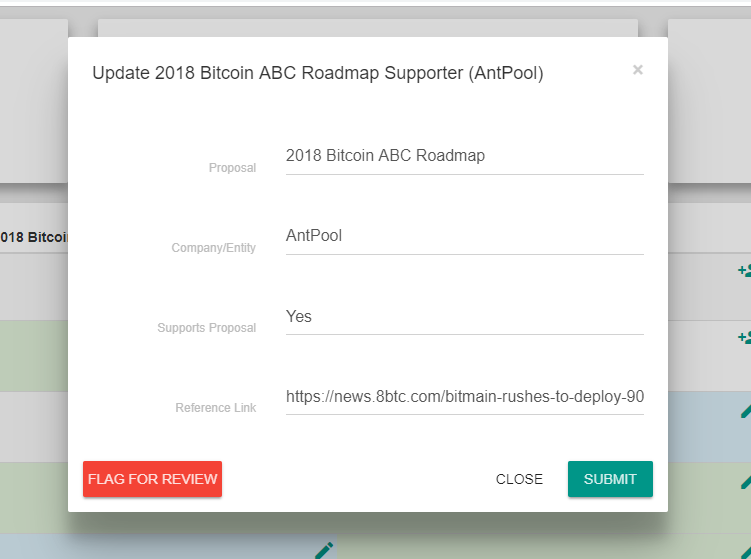 Update 2018 Bitcoin ABC Roadmap Supporter (AntPool) ×
Proposal 2018 Bitcoin ABC Roadmap
018 Bitcoi
Company/Entity AntPool
Supports Proposal Yes
Reference Link https://news.8btc.com/bitmain-rushes-to-deploy-90
FLAG FOR REVIEW CLOSE SUBMIT